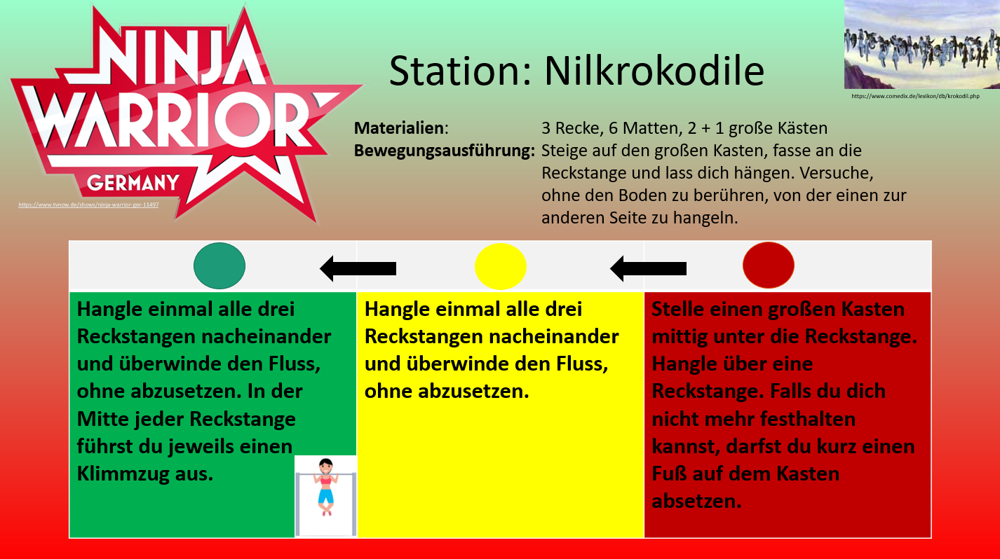 NINJA
WARRIOR
GERMANY
https://www.tvnow.de/shows/ninja-warrior-ger-11497
Station: Nilkrokodile
https://www.comedix.de/lexikon/db/krokodil.php
Materialien: 3 Recke, 6 Matten, 2 + 1 große Kästen
Bewegungsausführung: Steige auf den großen Kasten, fasse an die
Reckstange und lass dich hängen. Versuche,
ohne den Boden zu berühren, von der einen zur
anderen Seite zu hangeln.
Hangle einmal alle drei
Reckstangen nacheinander
und überwinde den Fluss,
ohne abzusetzen. In der
Mitte jeder Reckstange
führst du jeweils einen
Klimmzug aus.
Hangle einmal alle drei
Reckstangen nacheinander
und überwinde den Fluss,
ohne abzusetzen.
Stelle einen großen Kasten
mittig unter die Reckstange.
Hangle über eine
Reckstange. Falls du dich
nicht mehr festhalten
kannst, darfst du kurz einen
Fuß auf dem Kasten
absetzen.